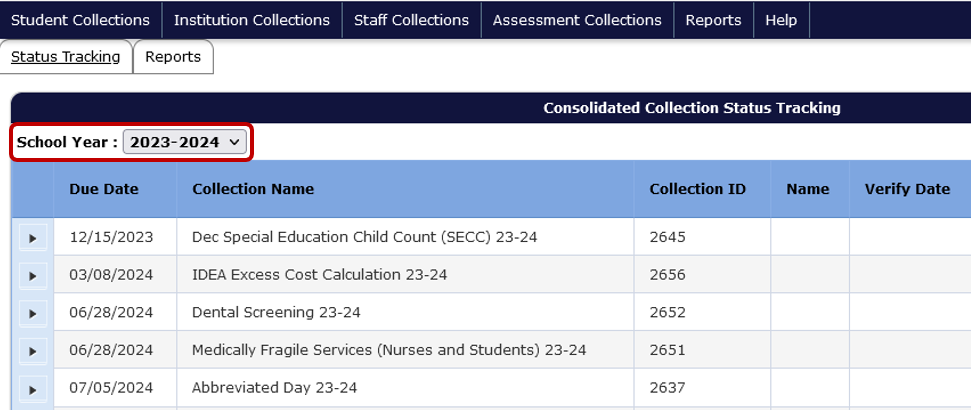 Student Collections Institution Collections Staff Collections Assessment Collections Reports Help
Status Tracking Reports
Consolidated Collection Status Tracking
School Year : 2023-2024
Due Date Collection Name Collection ID Name Verify Date
12/15/2023 Dec Special Education Child Count (SECC) 23-24 2645
03/08/2024 IDEA Excess Cost Calculation 23-24 2656
06/28/2024 Dental Screening 23-24 2652
06/28/2024 Medically Fragile Services (Nurses and Students) 23-24 2651
07/05/2024 Abbreviated Day 23-24 2637